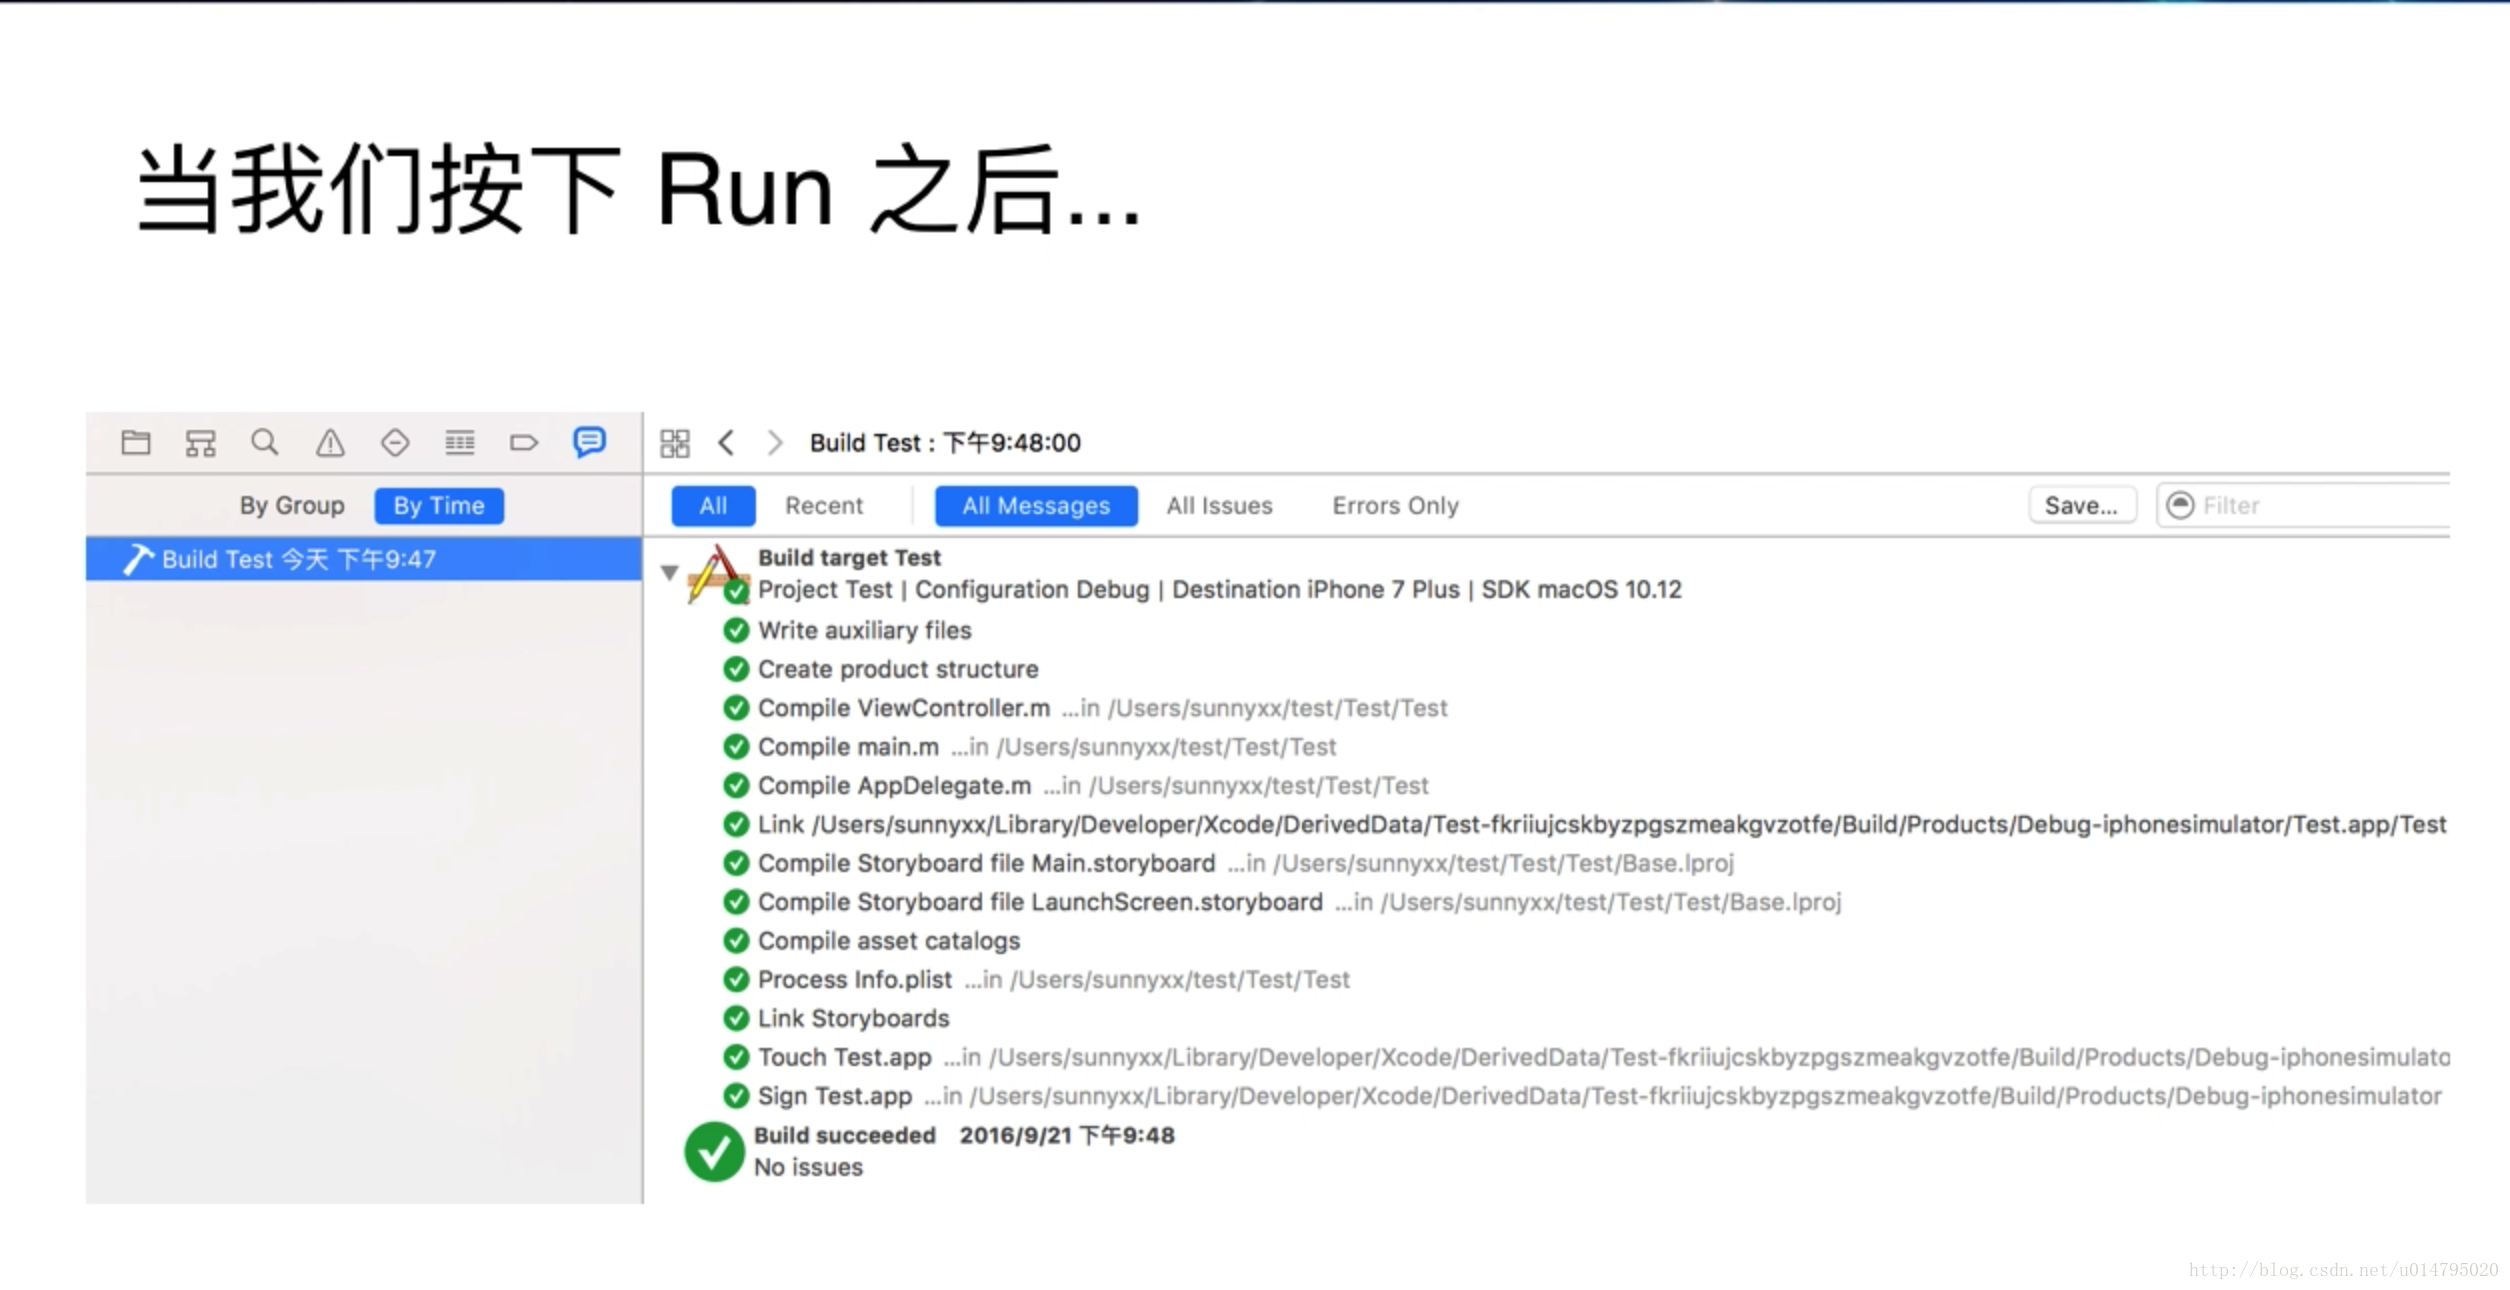 当我们按下 Run 之后...
Build Test : 下午9:48:00
By Group By Time
All Recent All Messages All Issues Errors Only Save... Filter
Build Test 今天 下午9:47
Build target Test
Project Test | Configuration Debug | Destination iPhone 7 Plus | SDK macOS 10.12
Write auxiliary files
Create product structure
Compile ViewController.m ...in /Users/sunnyxx/test/Test/Test
Compile main.m ...in /Users/sunnyxx/test/Test/Test
Compile AppDelegate.m ...in /Users/sunnyxx/test/Test/Test
Link /Users/sunnyxx/Library/Developer/Xcode/DerivedData/Test-fkriiujcskbyzpgszmeakgvzotfe/Build/Products/Debug-iphonesimulator/Test.app/Test
Compile Storyboard file Main.storyboard ...in /Users/sunnyxx/test/Test/Test/Base.lproj
Compile Storyboard file LaunchScreen.storyboard ...in /Users/sunnyxx/test/Test/Test/Base.lproj
Compile asset catalogs
Process Info.plist ...in /Users/sunnyxx/test/Test/Test
Link Storyboards
Touch Test.app ...in /Users/sunnyxx/Library/Developer/Xcode/DerivedData/Test-fkriiujcskbyzpgszmeakgvzotfe/Build/Products/Debug-iphonesimulato
Sign Test.app ...in /Users/sunnyxx/Library/Developer/Xcode/DerivedData/Test-fkriiujcskbyzpgszmeakgvzotfe/Build/Products/Debug-iphonesimulator
Build succeeded 2016/9/21 下午9:48
No issues
http://blog.csdn.net/u014795020